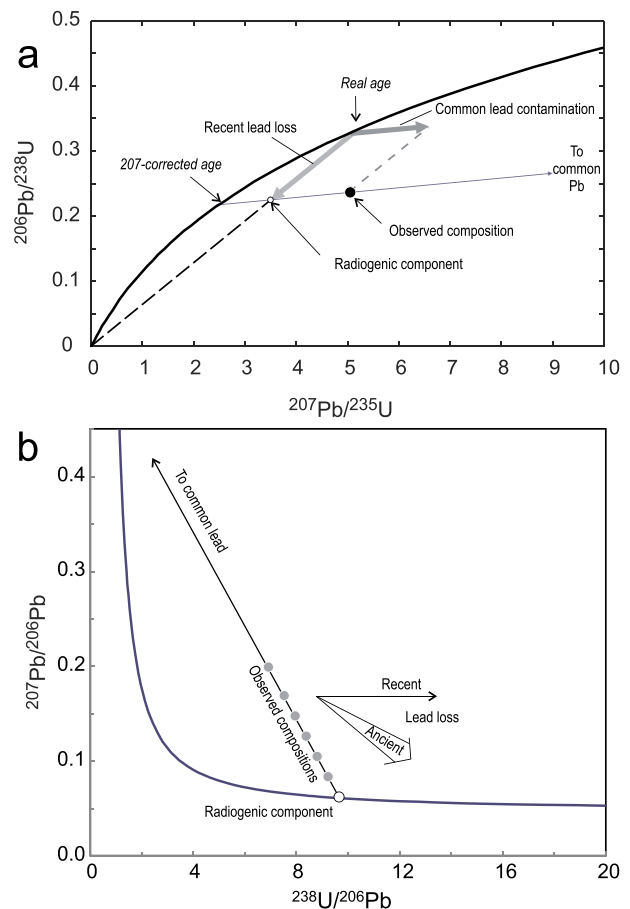 a
0.5
0.4
0.3
0.2
0.1
0
206Pb/238U
Real age
Common lead contamination
Recent lead loss
207-corrected age
To
common
Pb
Observed composition
Radiogenic component
0 1 2 3 4 5 6 7 8 9 10
207Pb/235U
b
0.4
0.3
0.2
0.1
0.0
207Pb/206Pb
To common lead
Observed compositions
Recent
Lead loss
Ancient
Radiogenic component
0 4 8 12 16 20
238U/206Pb